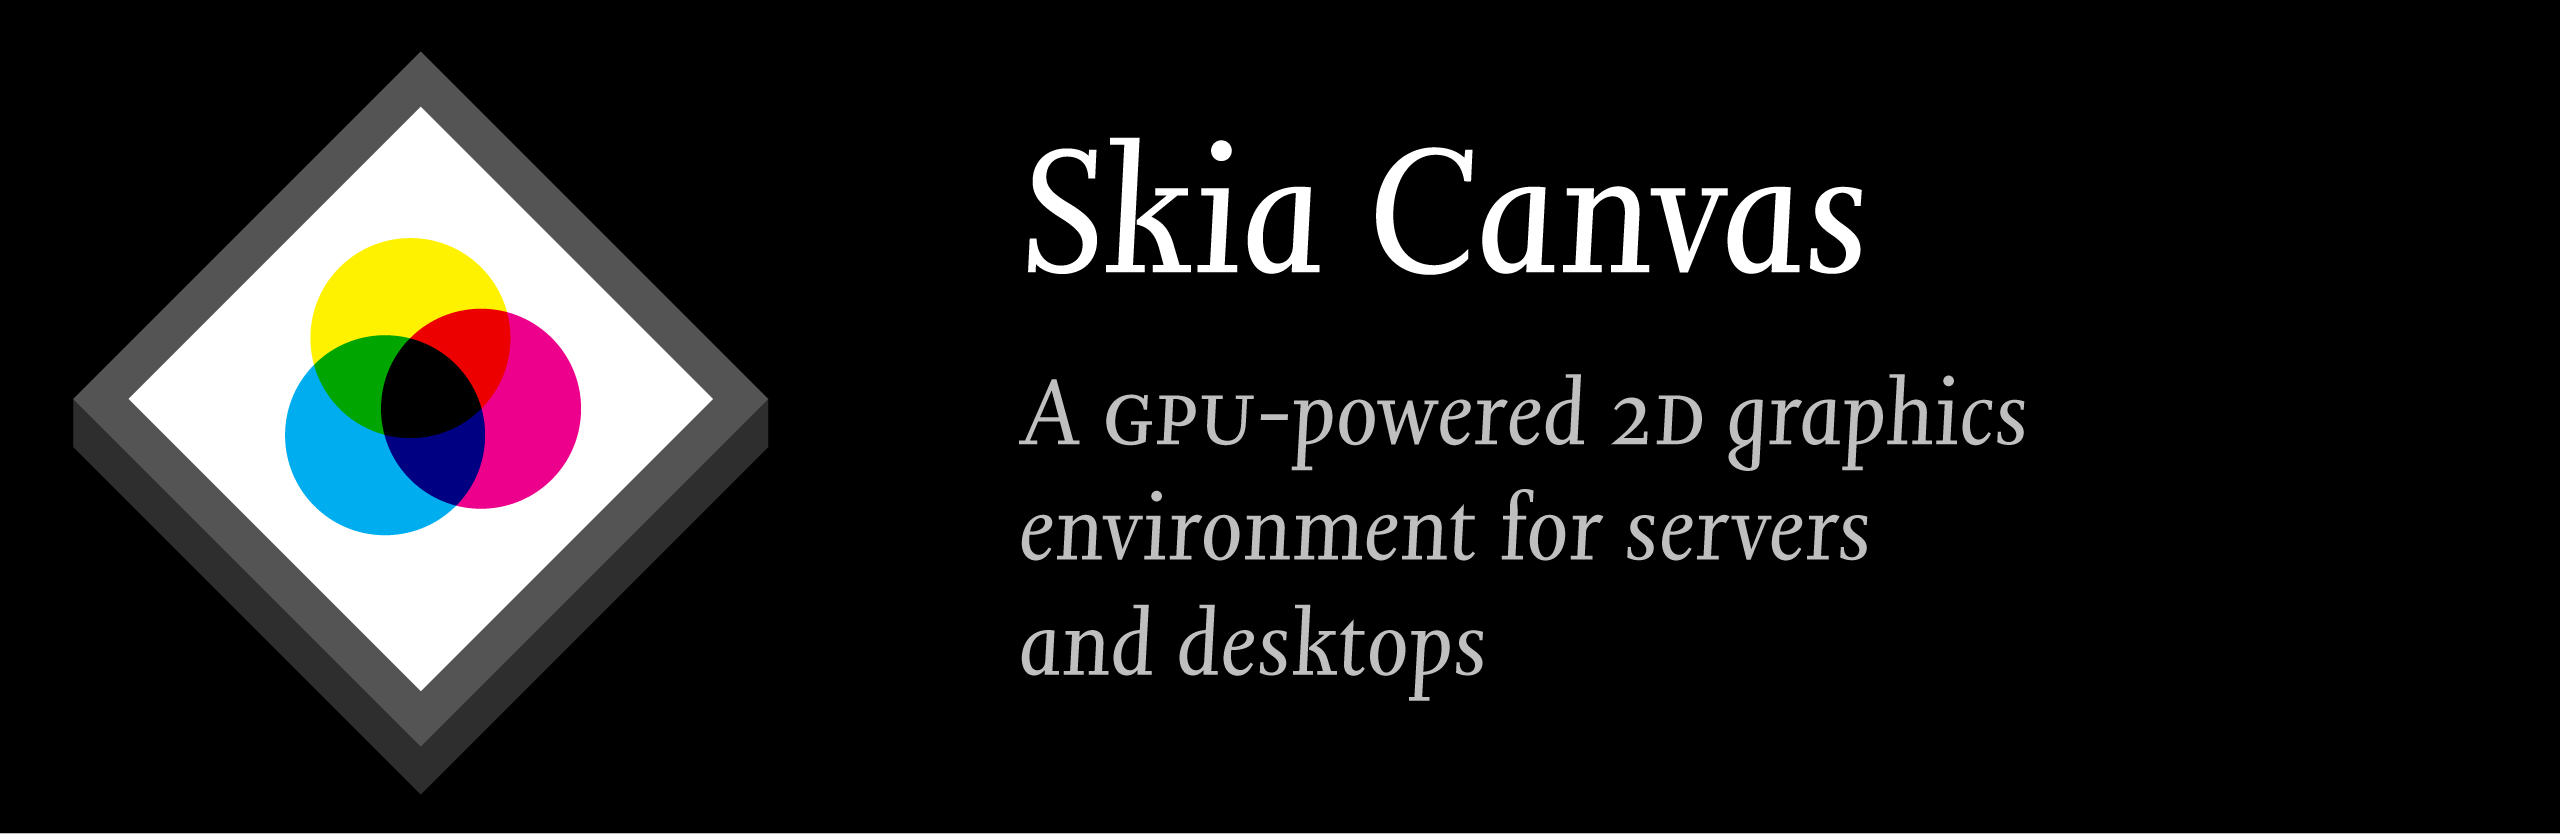 Skia Canvas
A GPU-powered 2D graphics
environment for servers
and desktops